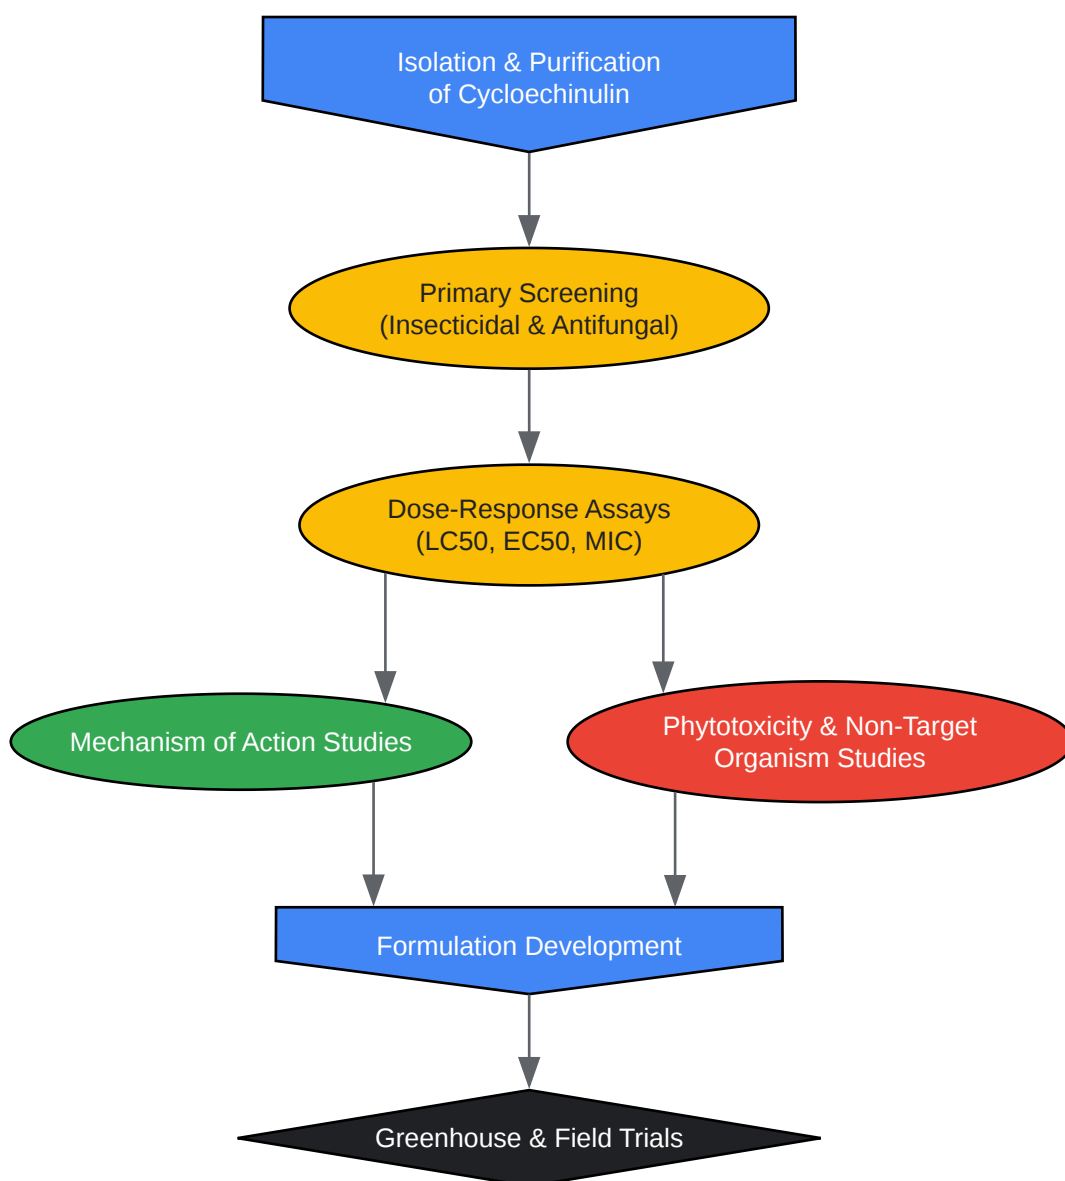 Isolation & Purification
of Cycloechinulin
Primary Screening
(Insecticidal & Antifungal)
Dose-Response Assays
(LC50, EC50, MIC)
Mechanism of Action Studies
Phytotoxicity & Non-Target
Organism Studies
Formulation Development
Greenhouse & Field Trials